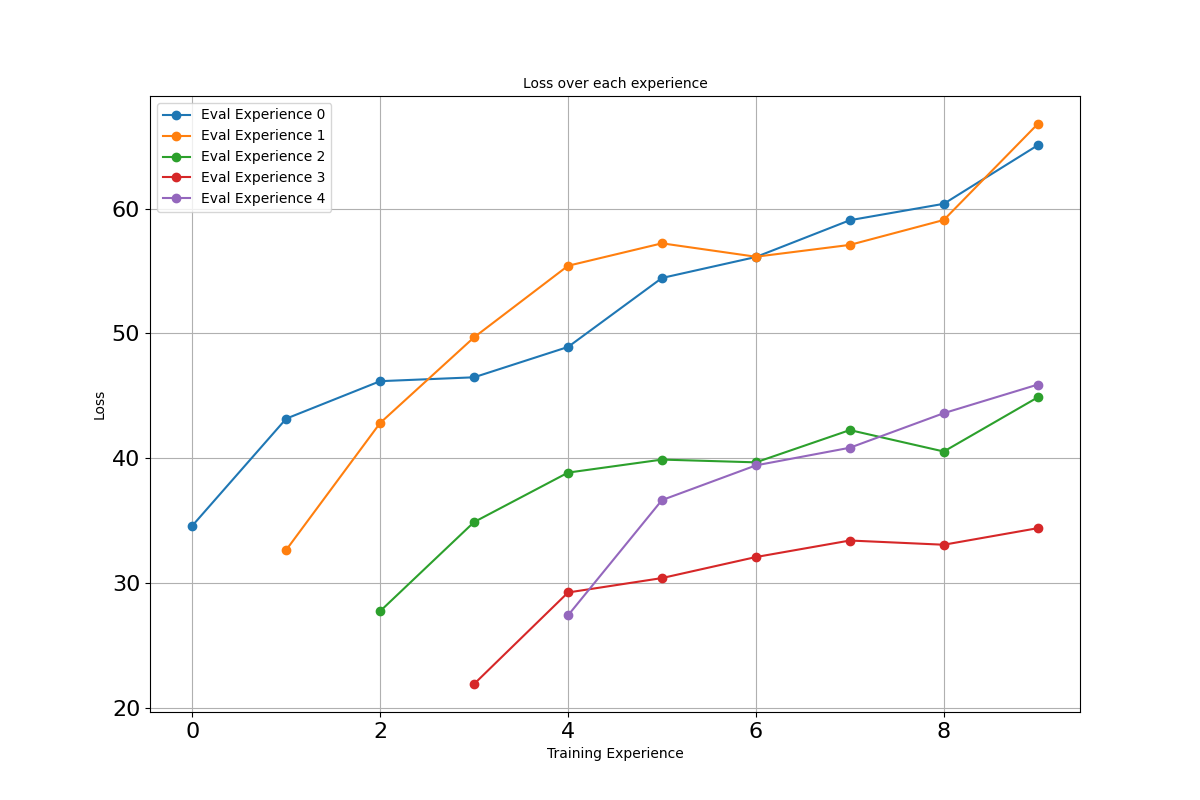 Loss over each experience
Eval Experience 0
Eval Experience 1
Eval Experience 2
Eval Experience 3
Eval Experience 4
60
50
40
30
20
Loss
0 2 4 6 8
Training Experience